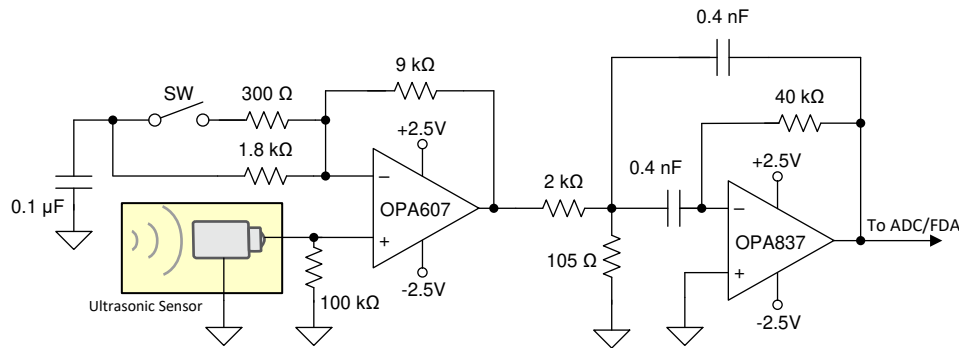 0.4 nF
9 kΩ
SW
300 Ω
40 kΩ
+2.5V
1.8 kΩ
+2.5V
0.4 nF
2 kΩ
−
OPA607
+
0.1 µF
−
OPA837
+
To ADC/FDA
105 Ω
-2.5V
100 kΩ
Ultrasonic Sensor
-2.5V